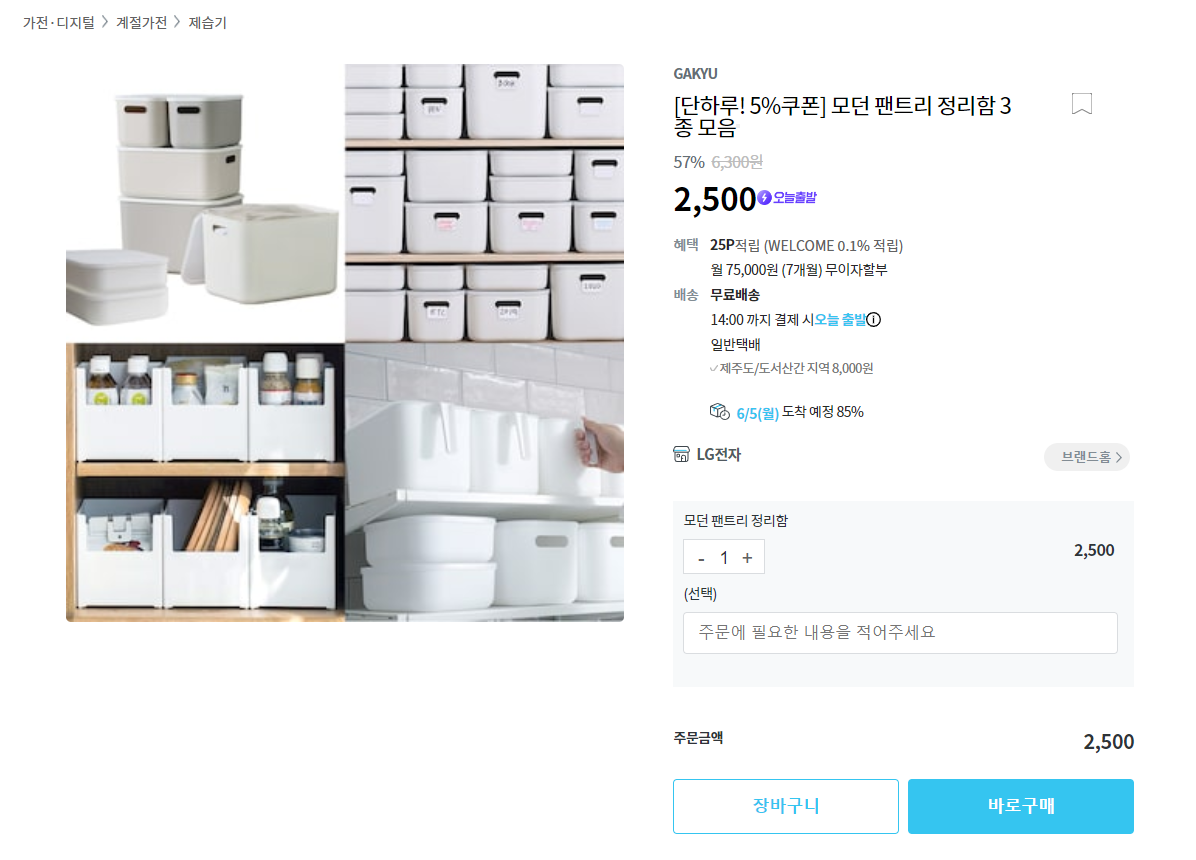 가전·디지털 > 계절가전 > 제습기
GAKYU
[단하루! 5%쿠폰] 모던 팬트리 정리함 3
종 모음
57% 6,300원
2,500 오늘출발
혜택 25P적립 (WELCOME 0.1% 적립)
월 75,000원 (7개월) 무이자할부
배송 무료배송
14:00 까지 결제 시오늘 출발
일반택배
제주도/도서산간 지역 8,000원
6/5(월) 도착 예정 85%
LG전자 브랜드홈 >
모던 팬트리 정리함
- 1 + 2,500
(선택)
주문에 필요한 내용을 적어주세요
주문금액 2,500
장바구니 바로구매